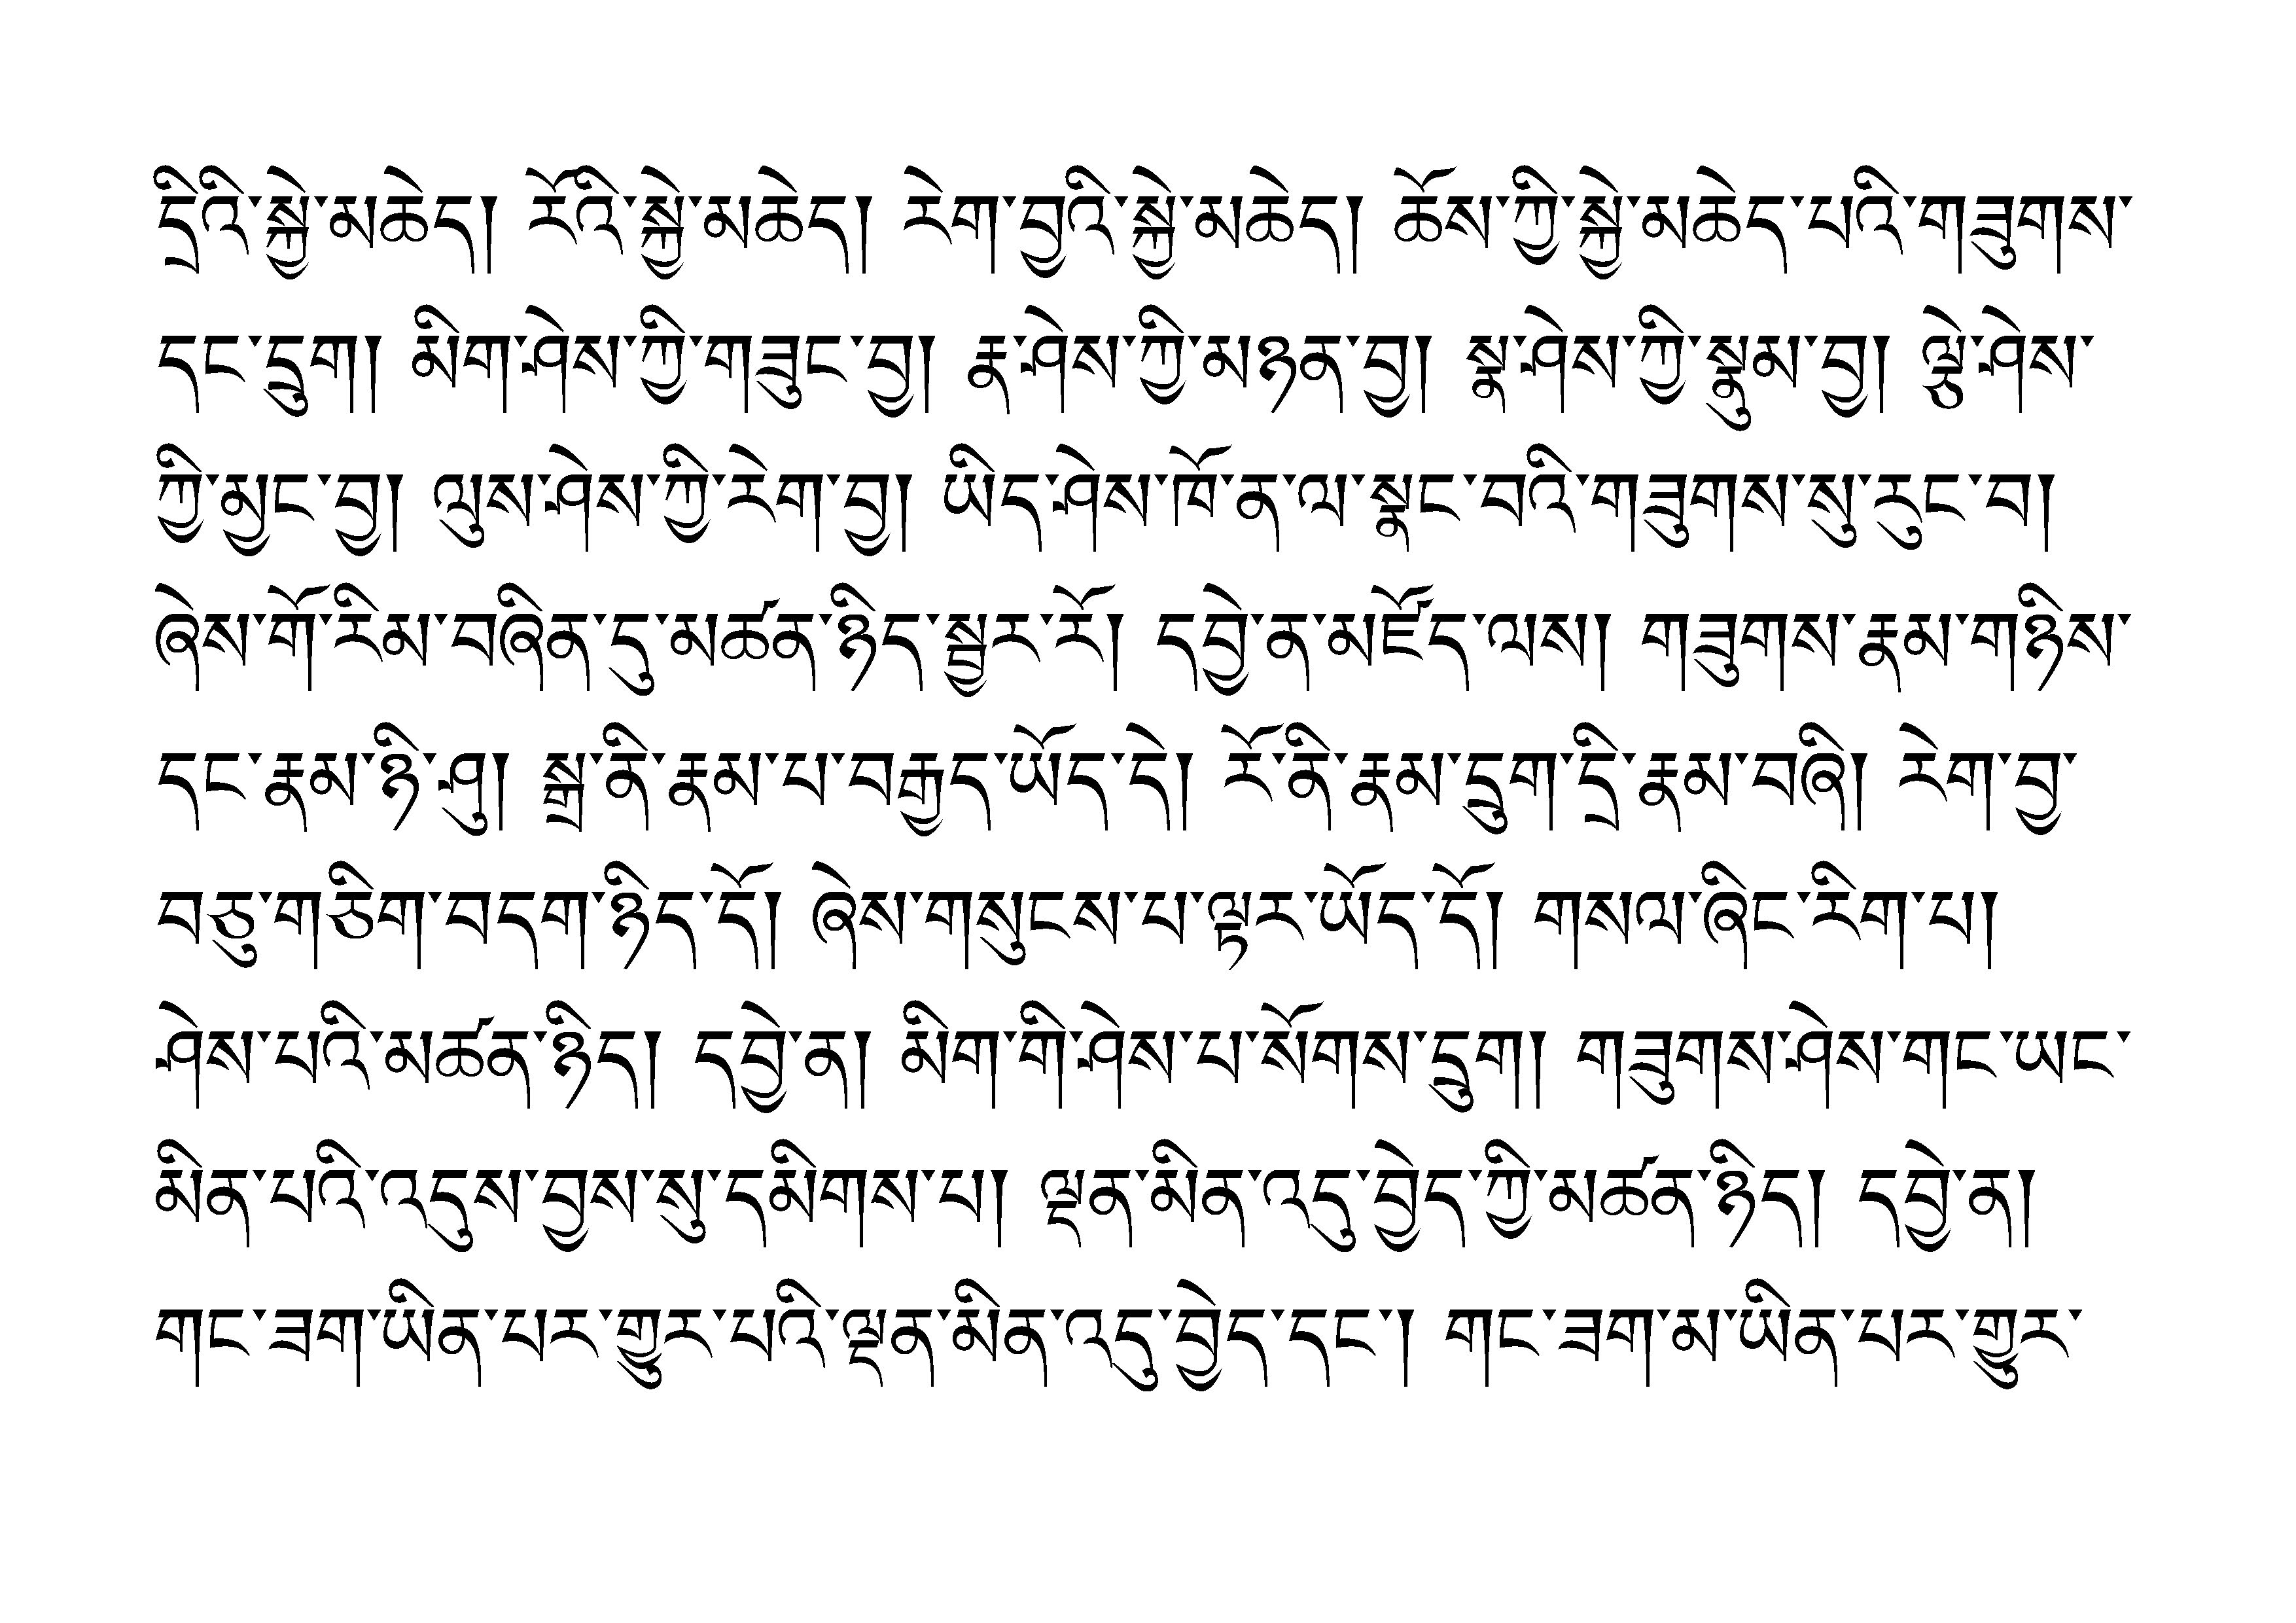 དྲིའི་སྐྱེ་མཆེད། རོའི་སྐྱེ་མཆེད། རེག་བྱའི་སྐྱེ་མཆེད། ཆོས་ཀྱི་སྐྱེ་མཆེད་པའི་གཟུགས་
དང་དྲུག། མིག་ཤེས་ཀྱི་གཟུང་བྱ། རྣ་ཤེས་ཀྱི་མཉན་བྱ། སྣ་ཤེས་ཀྱི་སྣུམ་བྱ། ལྕེ་ཤེས་
ཀྱི་མྱང་བྱ། ལུས་ཤེས་ཀྱི་རེག་བྱ། ཡིད་ཤེས་ཁོ་ན་ལ་སྣང་བའི་གཟུགས་སུ་རུང་བ།
ཞེས་གོ་རིམ་བཞིན་དུ་མཚན་ཉིད་སྦྱར་རོ། དབྱེ་ན་མཛོད་ལས། གཟུགས་རྣམ་གཉིས་
དང་རྣམ་ཉི་ཤུ། སྒྲ་ནི་རྣམ་པ་བརྒྱད་ཡོད་དེ། རོ་ནི་རྣམ་དྲུག་དྲི་རྣམ་བཞི། རེག་བྱ་
བཅུ་གཅིག་བདག་ཉིད་དོ། ཞེས་གསུངས་པ་ལྟར་ཡོད་དོ། གསལ་ཞིང་རིག་པ།
ཤེས་པའི་མཚན་ཉིད། དབྱེ་ན། མིག་གི་ཤེས་པ་སོགས་དྲུག། གཟུགས་ཤེས་གང་ཡང་
མིན་པའི་འདུས་བྱས་སུ་དམིགས་པ། ལྡན་མིན་འདུ་བྱེད་ཀྱི་མཚན་ཉིད། དབྱེ་ན།
གང་ཟག་ཡིན་པར་གྱུར་པའི་ལྡན་མིན་འདུ་བྱེད་དང་། གང་ཟག་མ་ཡིན་པར་གྱུར་